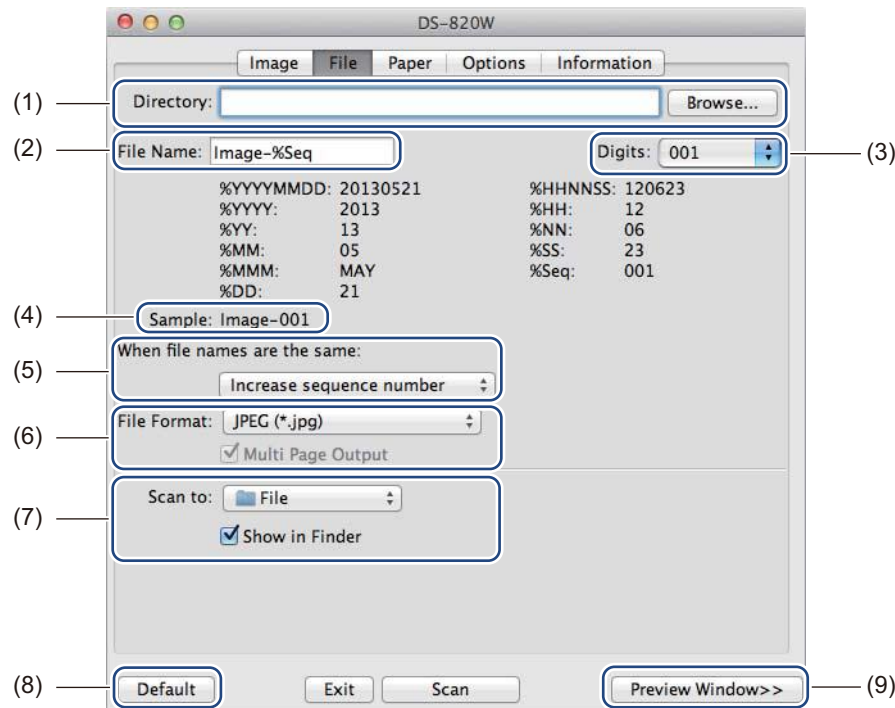 DS-820W
Image File Paper Options Information
(1) Directory: Browse...
(2) File Name: Image-%Seq Digits: 001 (3)
%YYYYMMDD: 20130521 %HHNNSS: 120623
%YYYY: 2013 %HH: 12
%YY: 13 %NN: 06
%MM: 05 %SS: 23
%MMM: MAY %Seq: 001
%DD: 21
(4) Sample: Image-001
When file names are the same:
(5) Increase sequence number
(6) File Format: JPEG (*.jpg)
Multi Page Output
(7) Scan to: File
Show in Finder
(8) Default Exit Scan Preview Window>> (9)